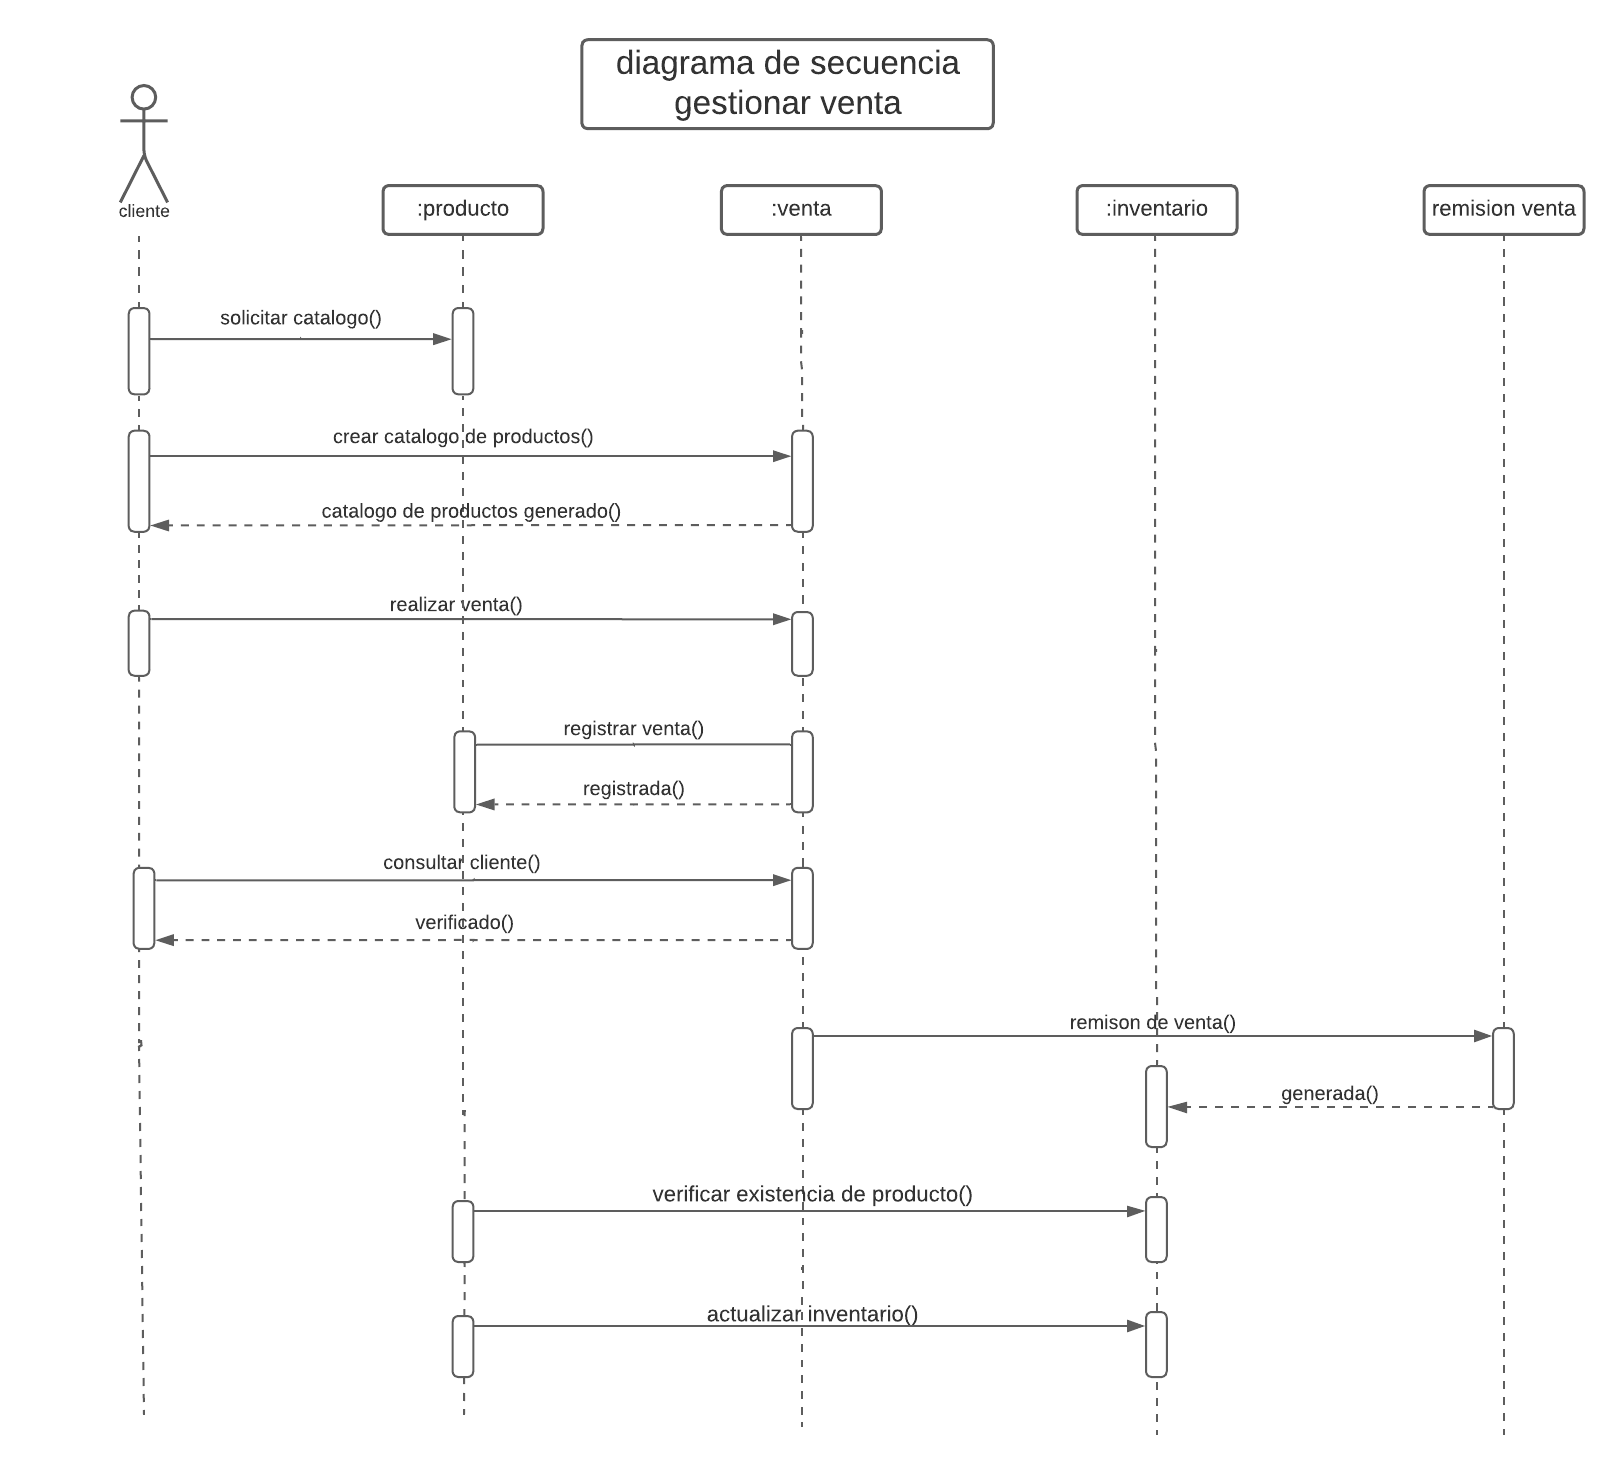 diagrama de secuencia
gestionar venta
cliente
:producto
:venta
:inventario
remision venta
solicitar catalogo()
crear catalogo de productos()
catalogo de productos generado()
realizar venta()
registrar venta()
registrada()
consultar cliente()
verificado()
remison de venta()
generada()
verificar existencia de producto()
actualizar inventario()